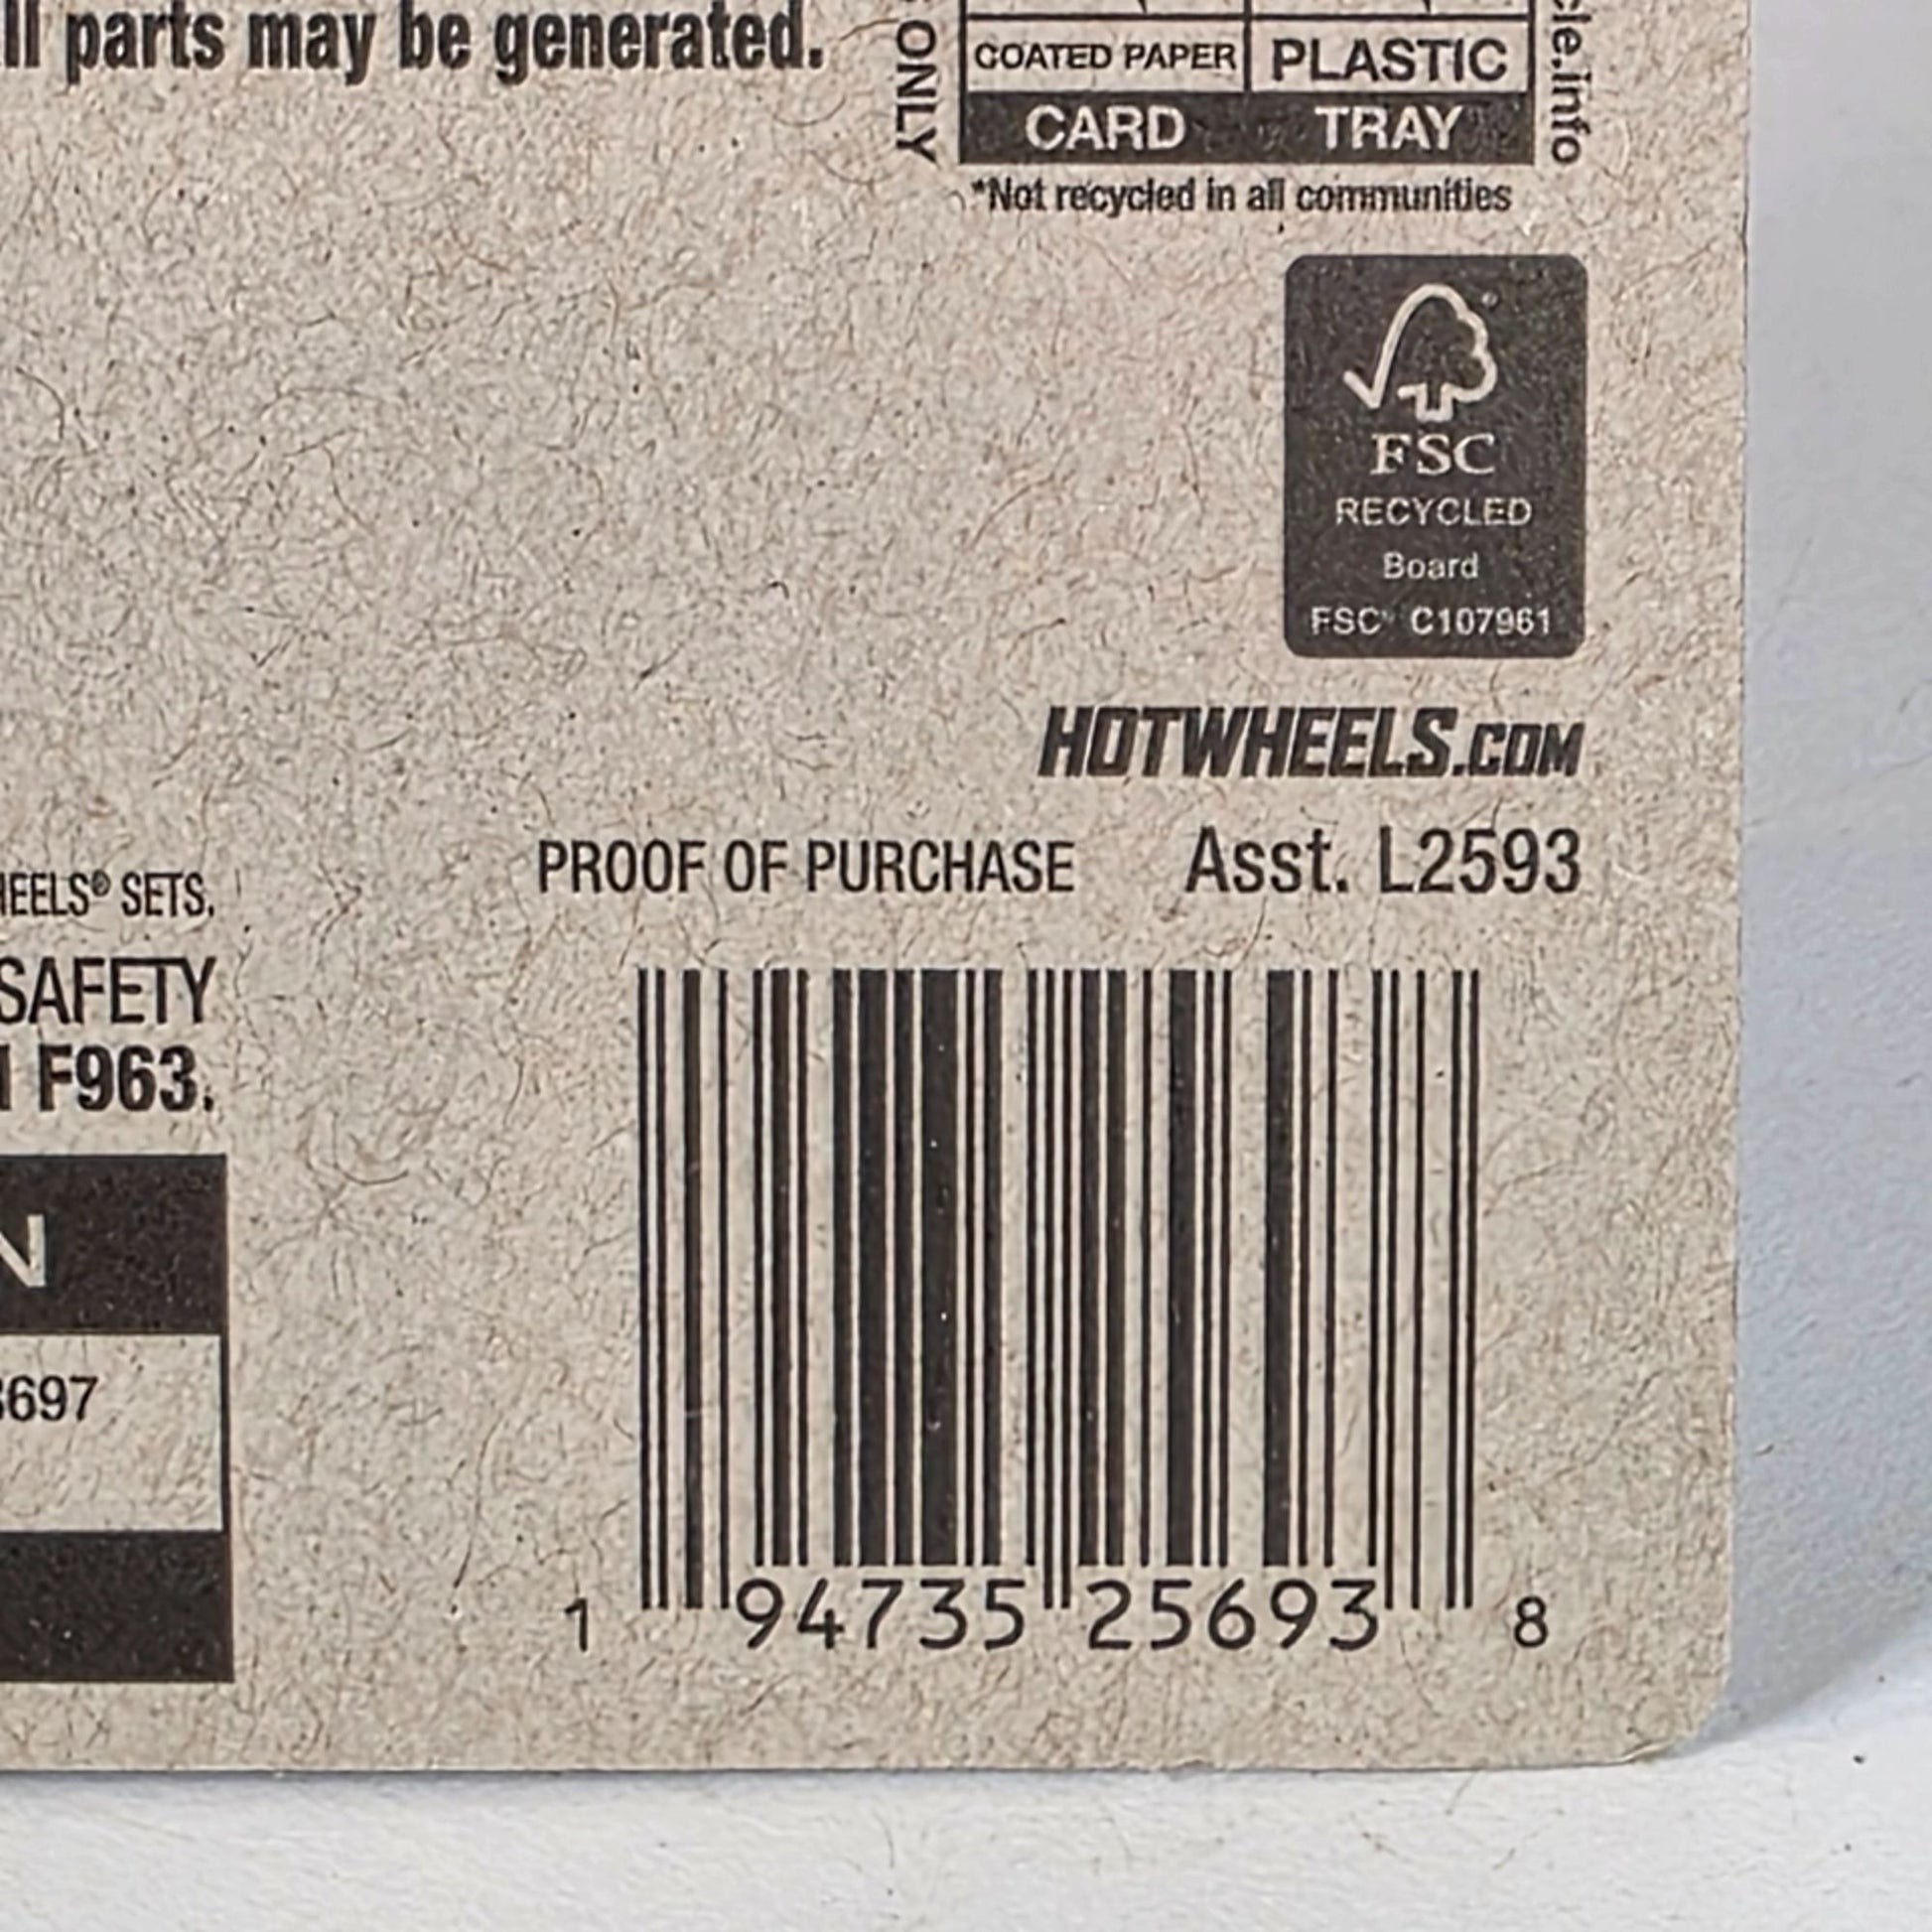 ll parts may be generated.
ONLY
COATED PAPER PLASTIC
CARD TRAY
cle.info
*Not recycled in all communities
FSC
RECYCLED
Board
FSC® C107961
HOTWHEELS.COM
PROOF OF PURCHASE Asst. L2593
HEELS® SETS.
SAFETY
F963.
N
697
1 94735 25693 8